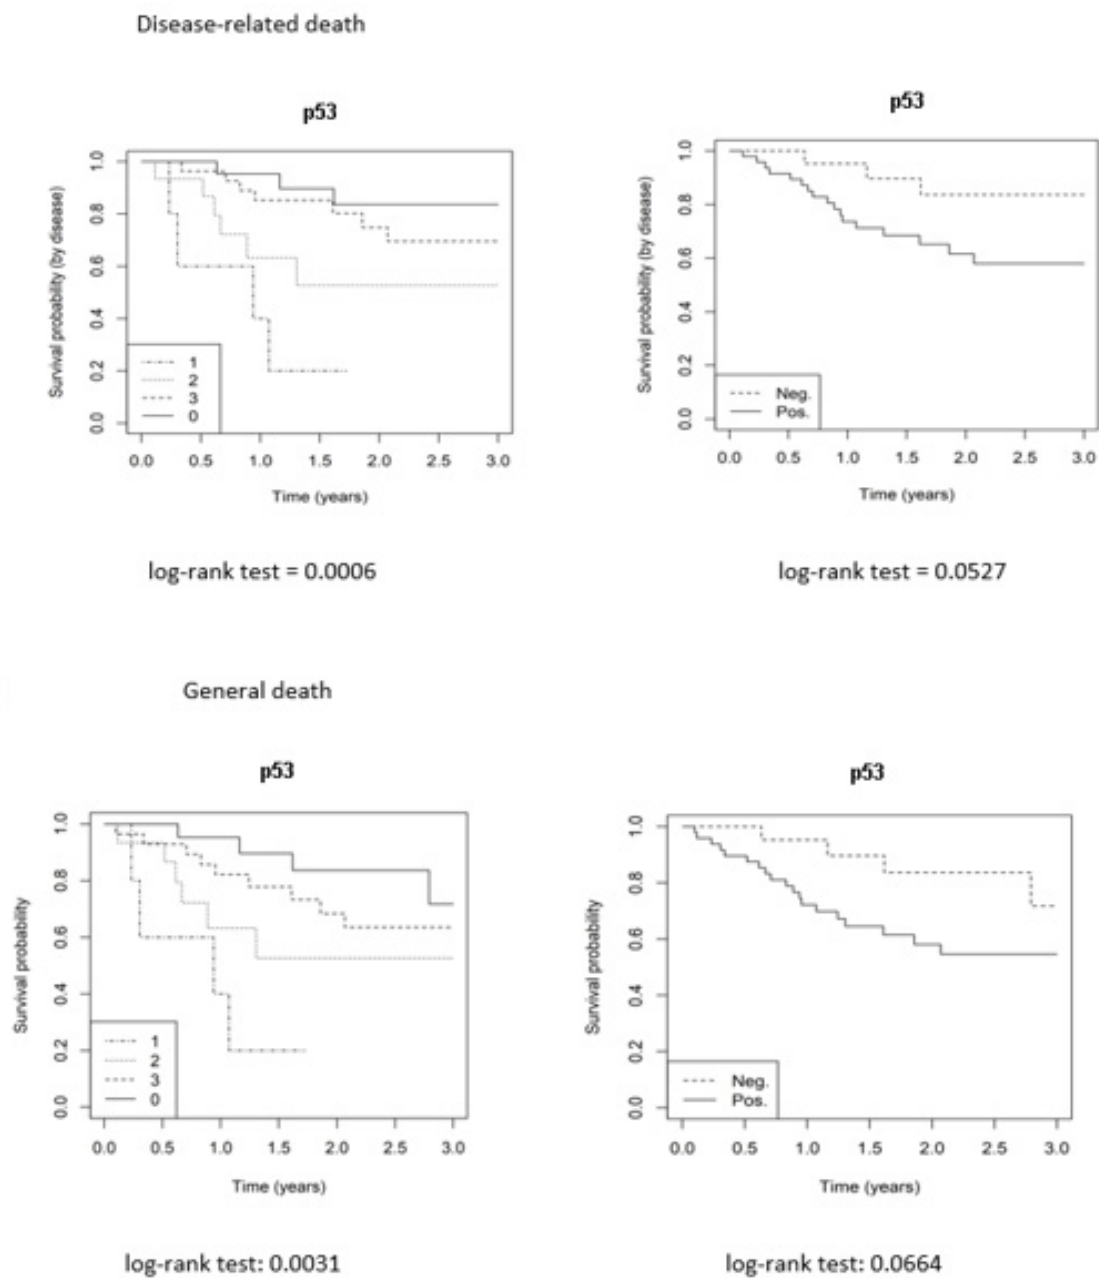 Disease-related death
p53
Survival probability (by disease)
1.0
0.8
0.6
0.4
0.2
0.0
1
2
3
0
0.0 0.5 1.0 1.5 2.0 2.5 3.0
Time (years)
log-rank test = 0.0006
p53
Survival probability (by disease)
1.0
0.8
0.6
0.4
0.2
0.0
Neg.
Pos.
0.0 0.5 1.0 1.5 2.0 2.5 3.0
Time (years)
log-rank test = 0.0527
General death
p53
Survival probability
1.0
0.8
0.6
0.4
0.2
0.0
1
2
3
0
0.0 0.5 1.0 1.5 2.0 2.5 3.0
Time (years)
log-rank test: 0.0031
p53
Survival probability
1.0
0.8
0.6
0.4
0.2
0.0
Neg.
Pos.
0.0 0.5 1.0 1.5 2.0 2.5 3.0
Time (years)
log-rank test: 0.0664